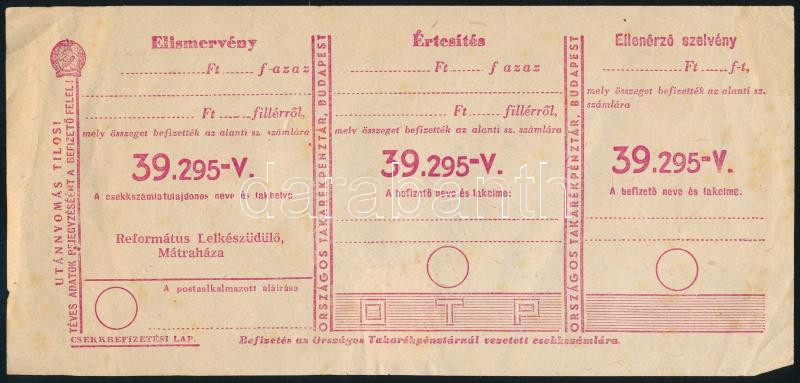 UTÁNNYOMÁS TILOS!
TÉVES ADATOK BEJEGYZÉSÉÉRT A BEFIZETŐ FELEL!
Elismervény
Ft f-azaz
Ft fillérről,
mely összeget befizették az alanti sz. számlára
39.295-V.
A csekkszámlatulajdonos neve és lakhelye
Református Lelkészüdülő,
Mátraháza
A postaalkalmazott aláírása
CSEKKBEFIZETÉSI LAP.
ORSZÁGOS TAKARÉKPÉNZTÁR, BUDAPEST
Értesítés
Ft f azaz
Ft fillérről,
mely összeget befizették az alanti sz. számlára
39.295-V.
A befizető neve és lakcíme:
OTP
Befizetés az Országos Takarékpénztárnál vezetett csekkszámlára.
ORSZÁGOS TAKARÉKPÉNZTÁR, BUDAPEST
Ellenőrző szelvény
Ft f-t,
mely összeget befizették az alanti sz.
számlára
39.295-V.
A befizető neve és lakcíme:
darabanth